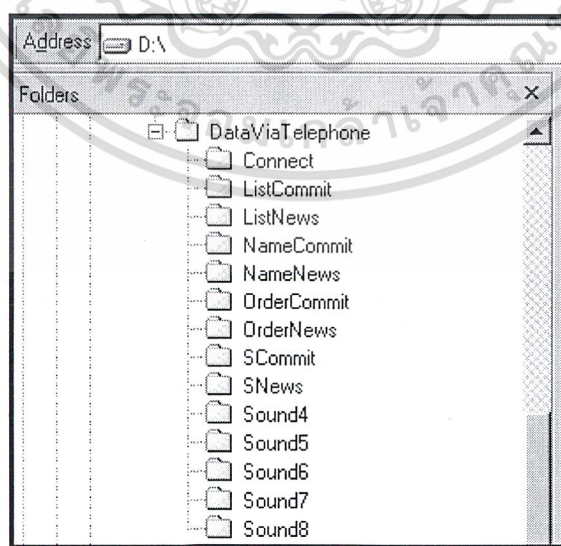 Address D:\
Folders
DataViaTelephone
Connect
ListCommit
ListNews
NameCommit
NameNews
OrderCommit
OrderNews
SCommit
SNews
Sound4
Sound5
Sound6
Sound7
Sound8